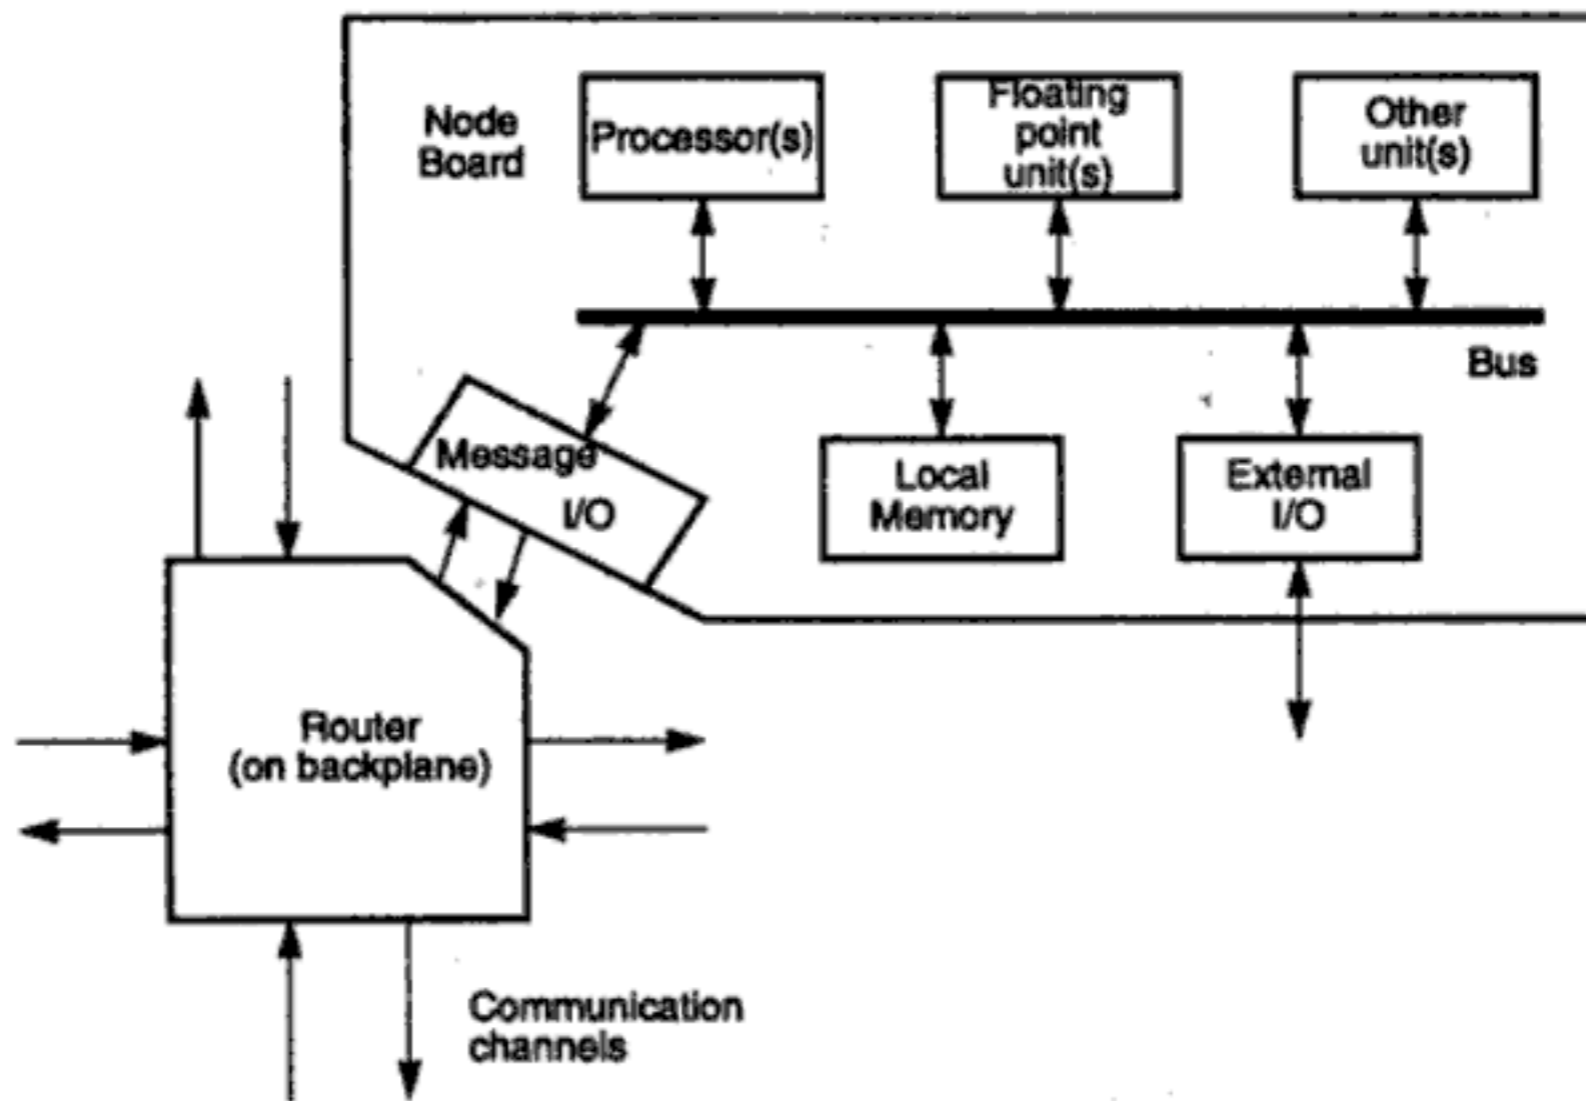 Node
Board
Processor(s)
Floating
point
unit(s)
Other
unit(s)
Bus
Message
I/O
Local
Memory
External
I/O
Router
(on backplane)
Communication
channels